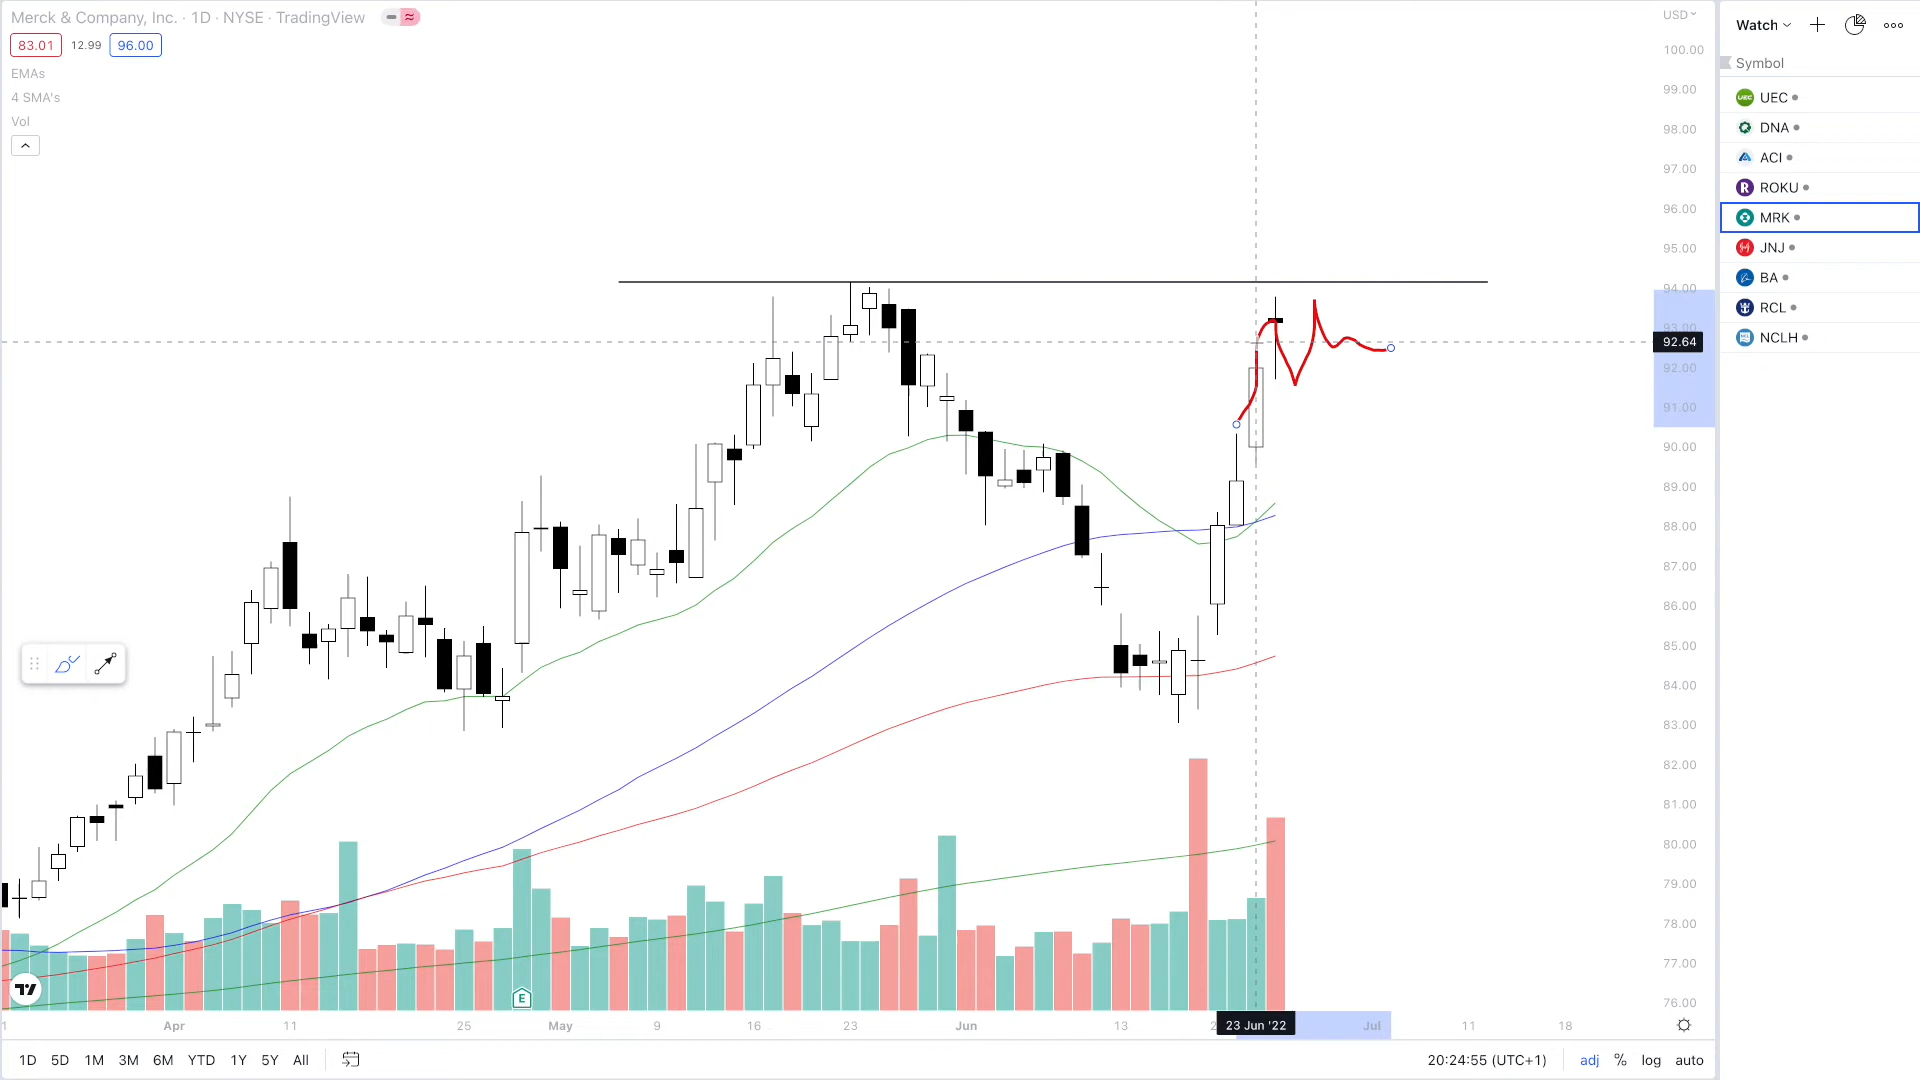 Merck & Company, Inc. · 1D · NYSE · TradingView
83.01 12.99 96.00
EMAs
4 SMA's
Vol
USD
100.00
99.00
98.00
97.00
96.00
95.00
94.00
93.00
92.64
92.00
91.00
90.00
89.00
88.00
87.00
86.00
85.00
84.00
83.00
82.00
81.00
80.00
79.00
78.00
77.00
76.00
E
Apr 11 25 May 9 16 23 Jun 13 23 Jun '22 Jul 11 18
1D 5D 1M 3M 6M YTD 1Y 5Y All
20:24:55 (UTC+1) adj % log auto
Watch
Symbol
UEC
DNA
ACI
ROKU
MRK
JNJ
BA
RCL
NCLH